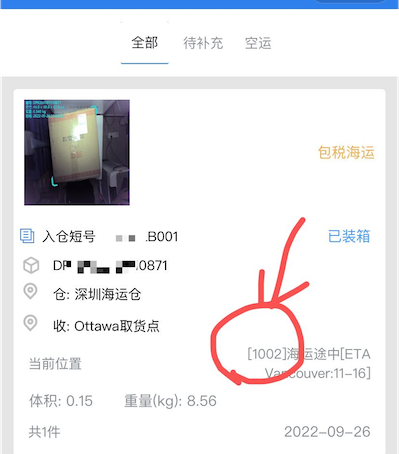 全部
待补充
空运
包税海运
入仓短号
.B001
已装箱
.0871
仓: 深圳海运仓
收: Ottawa取货点
当前位置
[1002]海运途中[ETA
Vancouver:11-16]
体积: 0.15
重量(kg): 8.56
共1件
2022-09-26